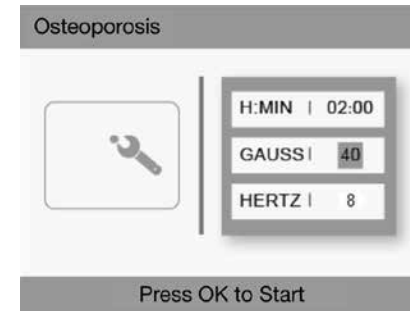 Osteoporosis
H:MIN | 02:00
GAUSS | 40
HERTZ | 8
Press OK to Start